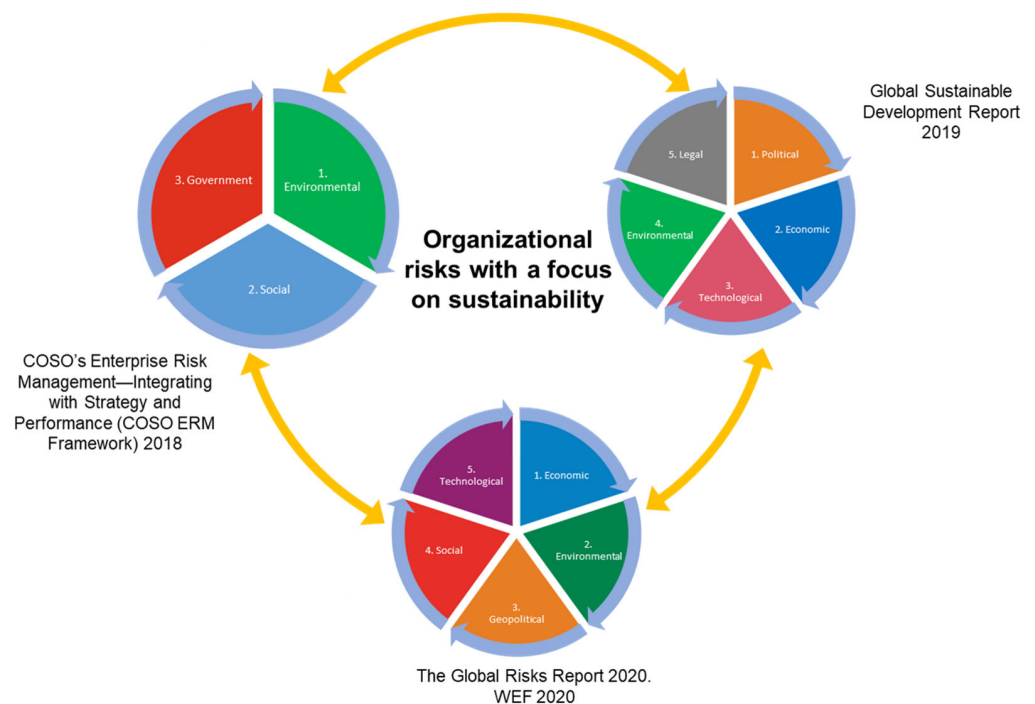 3. Government
1.
Environmental
2. Social
COSO's Enterprise Risk
Management—Integrating
with Strategy and
Performance (COSO ERM
Framework) 2018
Organizational
risks with a focus
on sustainability
5. Legal
1. Political
4.
Environmental
2. Economic
3.
Technological
Global Sustainable
Development Report
2019
5.
Technological
1. Economic
4. Social
2.
Environmental
3.
Geopolitical
The Global Risks Report 2020.
WEF 2020